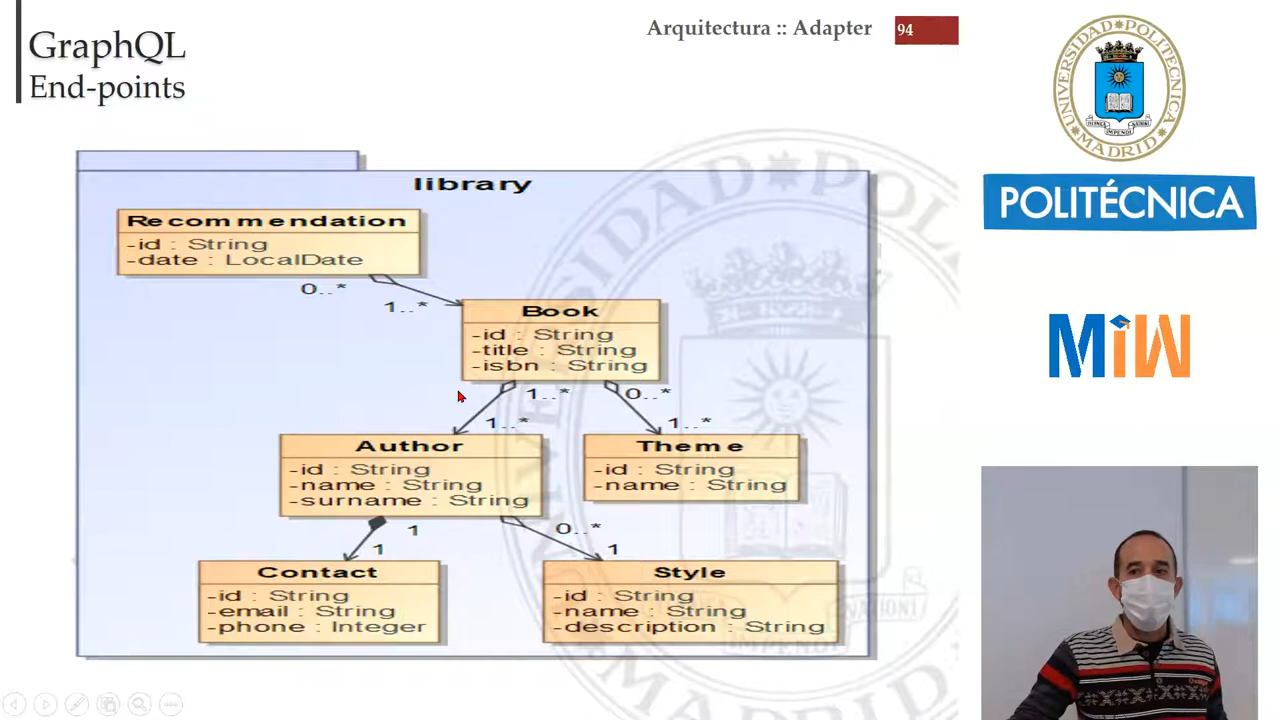 GraphQL
End-points
Arquitectura :: Adapter
94
library
Recommendation
-id : String
-date : LocalDate
0..*
1..*
Book
-id : String
-title : String
-isbn : String
1..*
0..*
1..*
1..*
Author
-id : String
-name : String
-surname : String
Theme
-id : String
-name : String
1
0..*
1
1
Contact
-id : String
-email : String
-phone : Integer
Style
-id : String
-name : String
-description : String
UNIVERSIDAD POLITECNICA
MADRID
POLITÉCNICA
MiW